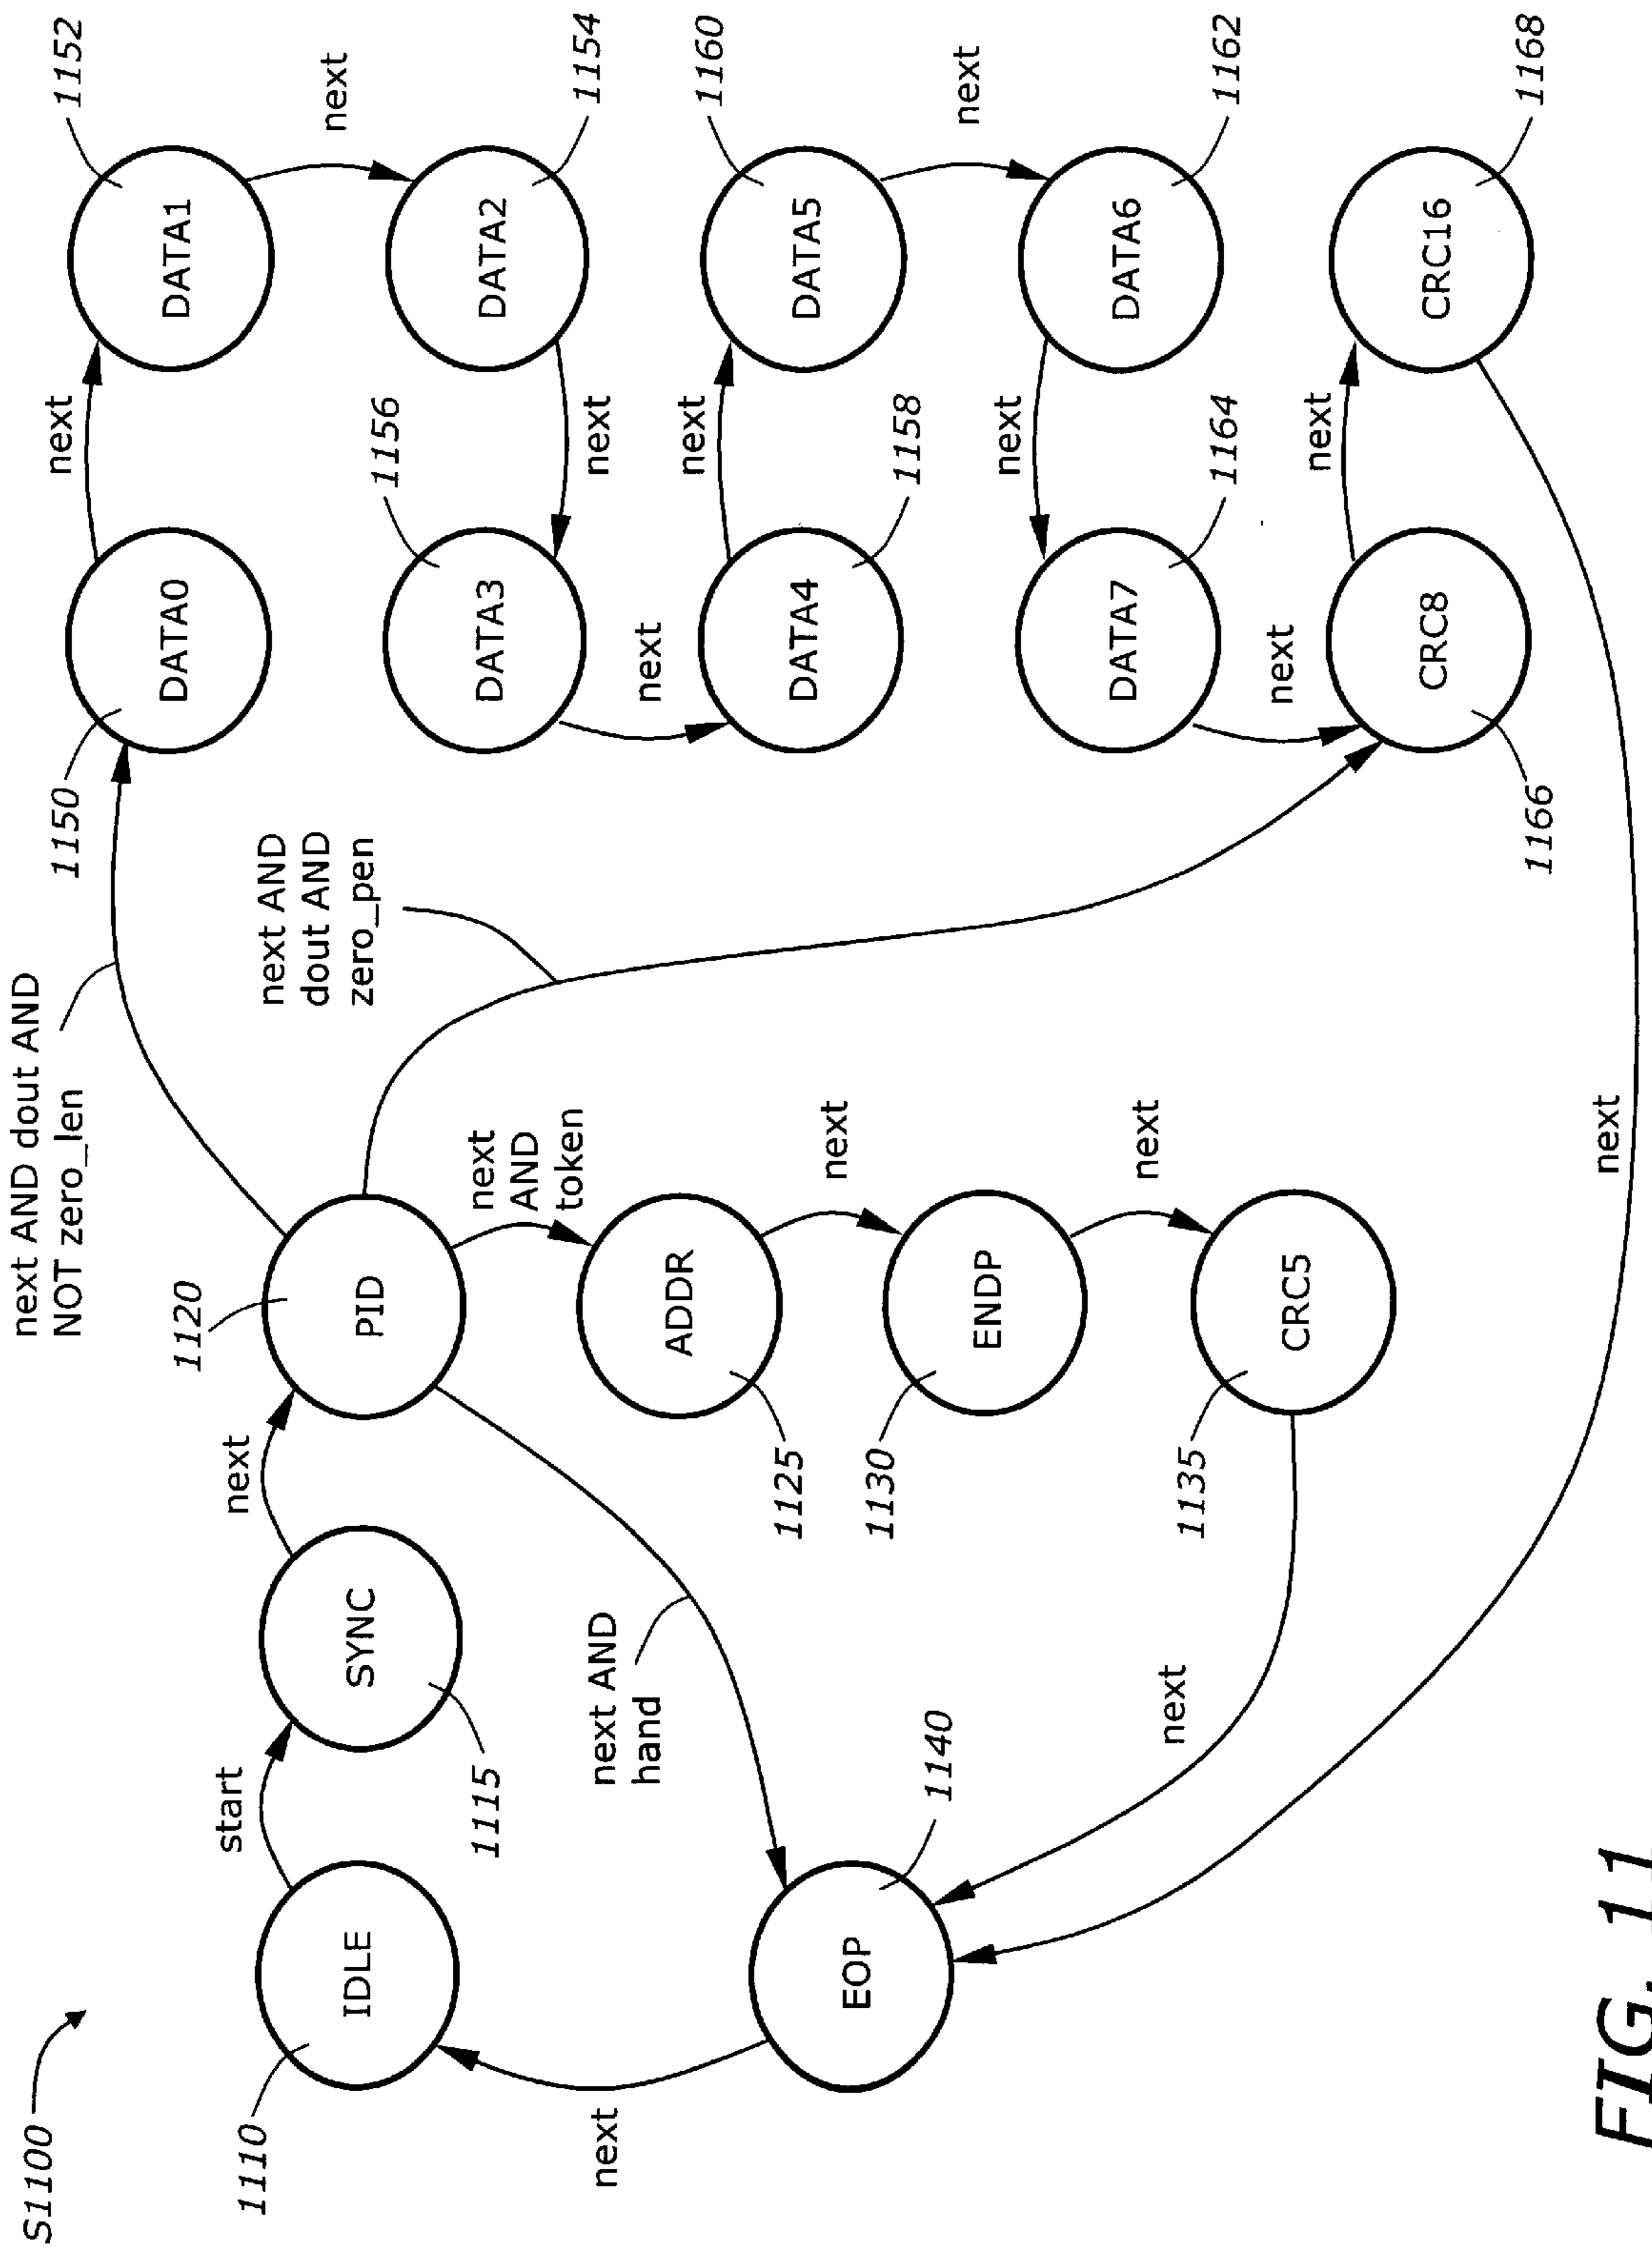 S1100
next AND dout AND
NOT zero_len
1110
IDLE
start
1115
SYNC
next
1120
PID
next AND
hand
next
AND
token
next AND
dout AND
zero_pen
1125
ADDR
next
1130
ENDP
next
1135
CRC5
next
1140
EOP
next
1150
DATA0
next
1152
DATA1
next
1154
DATA2
next
1156
DATA3
next
1158
DATA4
next
1160
DATA5
next
1162
DATA6
next
1164
DATA7
next
1166
CRC8
next
1168
CRC16
next
FIG. 11